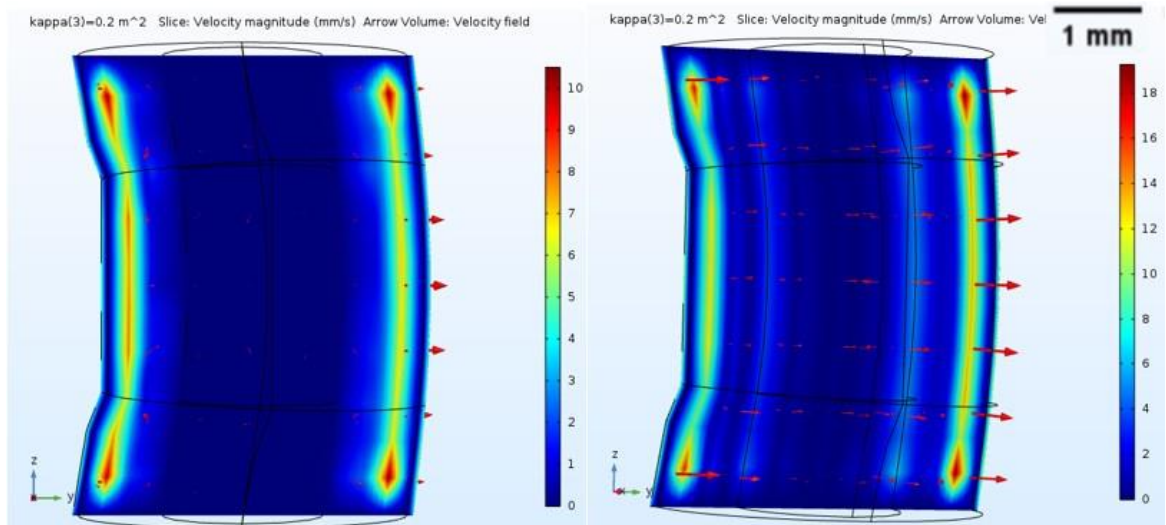 kappa(3)=0.2 m^2 Slice: Velocity magnitude (mm/s) Arrow Volume: Velocity field
10
9
8
7
6
5
4
3
2
1
0
z
y
kappa(3)=0.2 m^2 Slice: Velocity magnitude (mm/s) Arrow Volume: Vel
1 mm
18
16
14
12
10
8
6
4
2
0
z
x
y